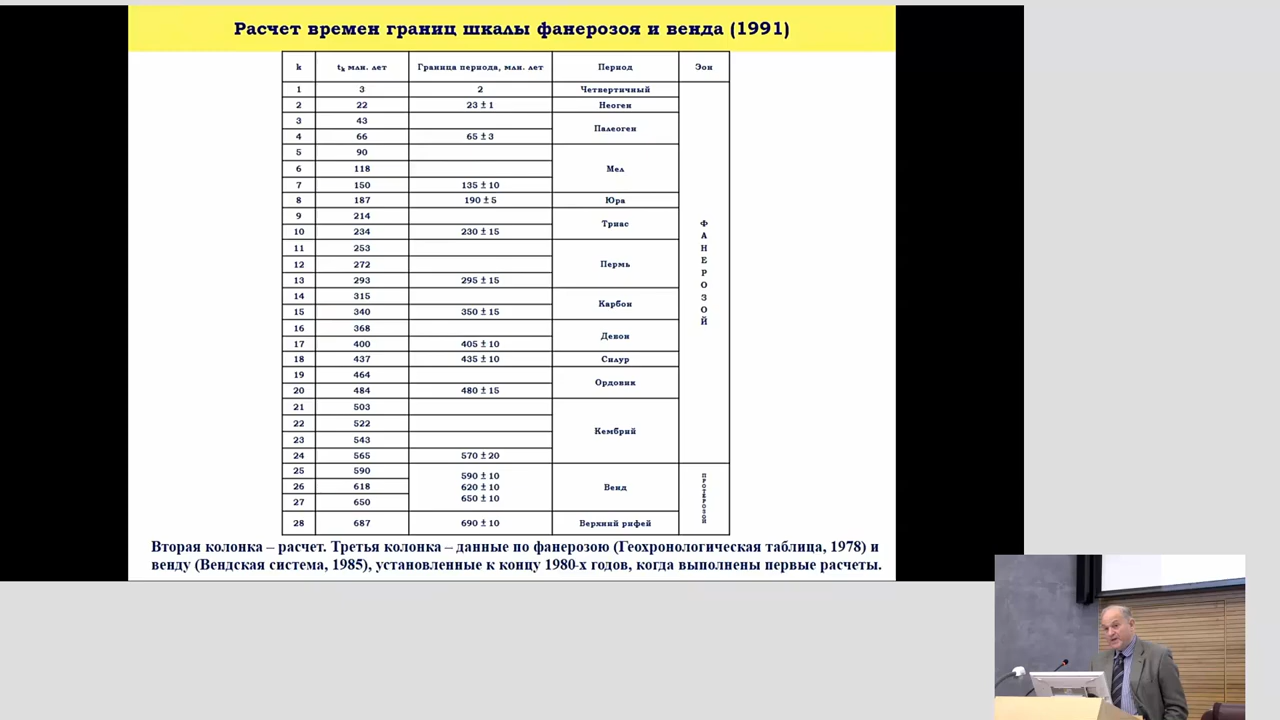 Расчет времен границ шкалы фанерозоя и венда (1991)
k tk млн. лет Граница периода, млн. лет Период Эон
1 3 2 Четвертичный
2 22 23 ± 1 Неоген
3 43
Палеоген
4 66 65 ± 3
5 90
6 118 Мел
7 150 135 ± 10
8 187 190 ± 5 Юра
9 214
Триас
10 234 230 ± 15
11 253
12 272 Пермь
13 293 295 ± 15
14 315
Карбон
15 340 350 ± 15
16 368
Девон
17 400 405 ± 10
18 437 435 ± 10 Силур
19 464
Ордовик
20 484 480 ± 15
21 503
22 522
Кембрий
23 543
24 565 570 ± 20
ФАНЕРОЗОЙ
25 590 590 ± 10
26 618 620 ± 10 Венд
27 650 650 ± 10
28 687 690 ± 10 Верхний рифей
ПРОТЕРОЗОЙ
Вторая колонка – расчет. Третья колонка – данные по фанерозою (Геохронологическая таблица, 1978) и
венду (Вендская система, 1985), установленные к концу 1980-х годов, когда выполнены первые расчеты.